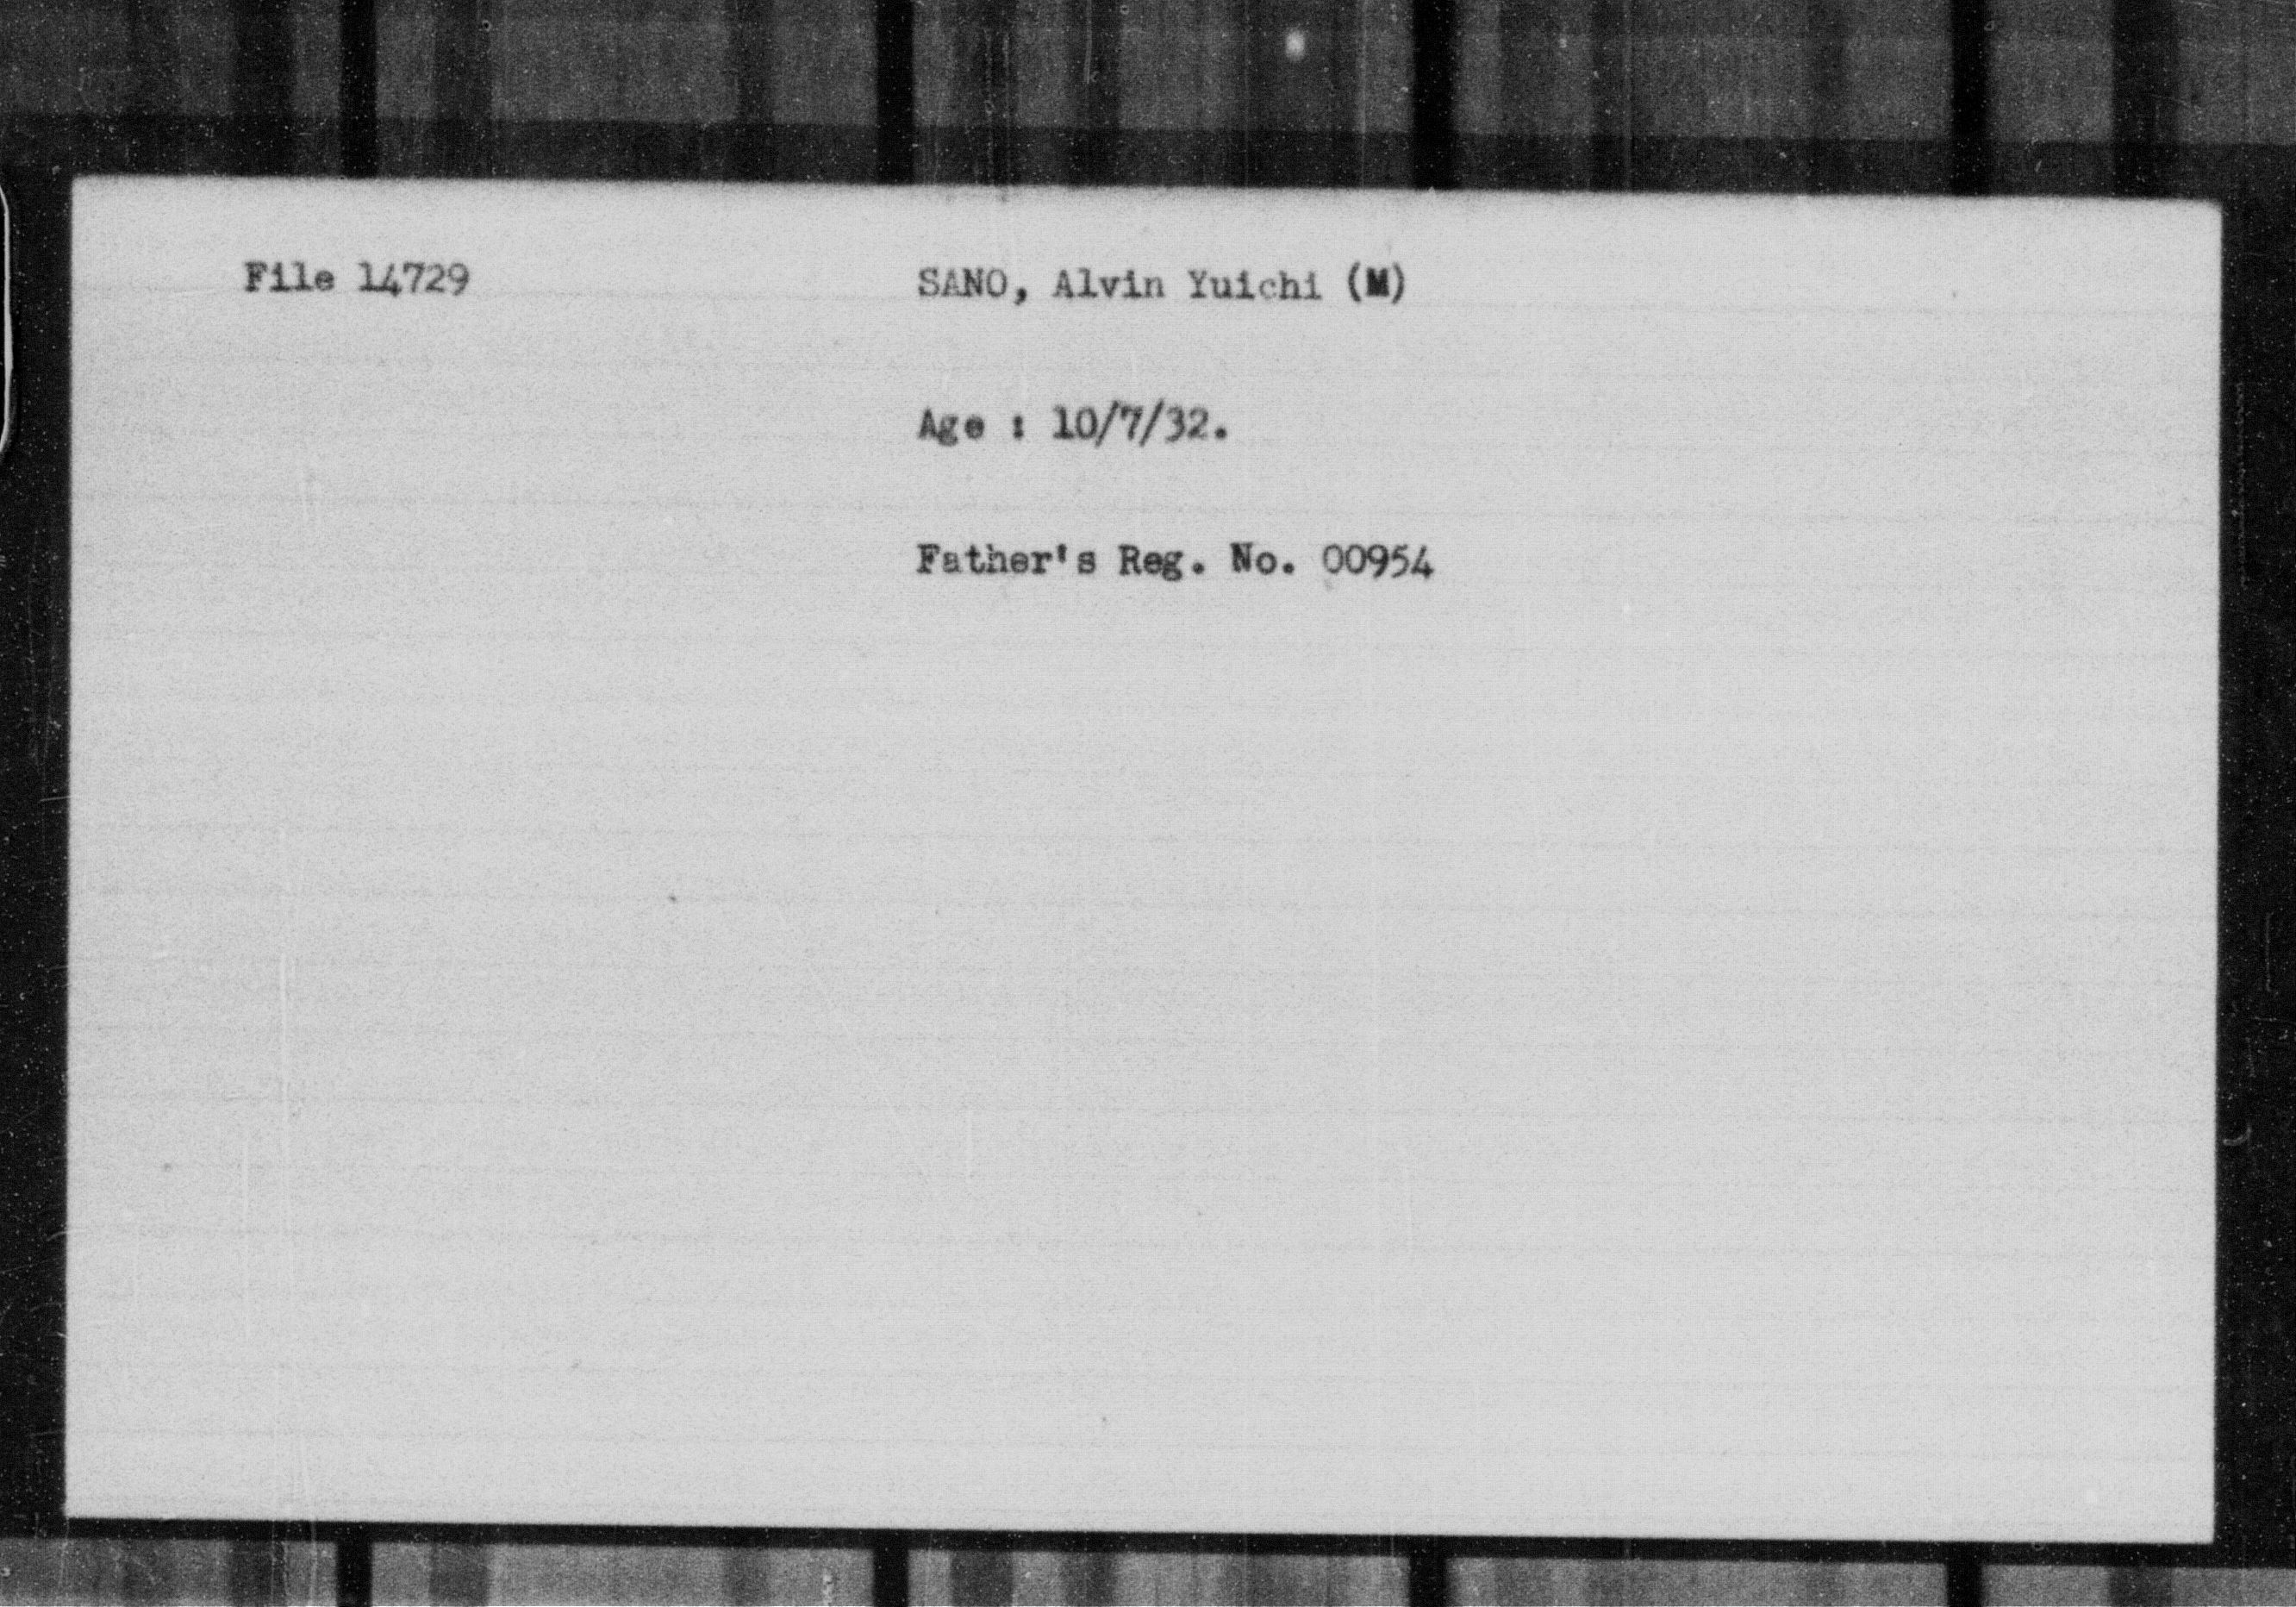 File 14729 SANO, Alvin Yuichi (M)
Age : 10/7/32.
Father's Reg. No. 00954